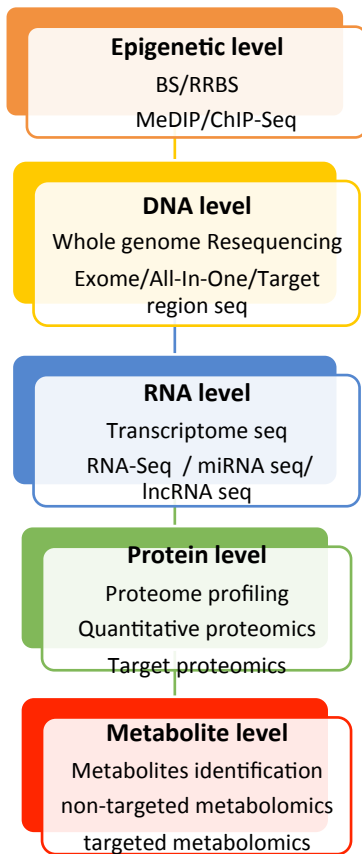 Epigenetic level
BS/RRBS
MeDIP/ChIP-Seq
DNA level
Whole genome Resequencing
Exome/All-In-One/Target
region seq
RNA level
Transcriptome seq
RNA-Seq / miRNA seq/
lncRNA seq
Protein level
Proteome profiling
Quantitative proteomics
Target proteomics
Metabolite level
Metabolites identification
non-targeted metabolomics
targeted metabolomics